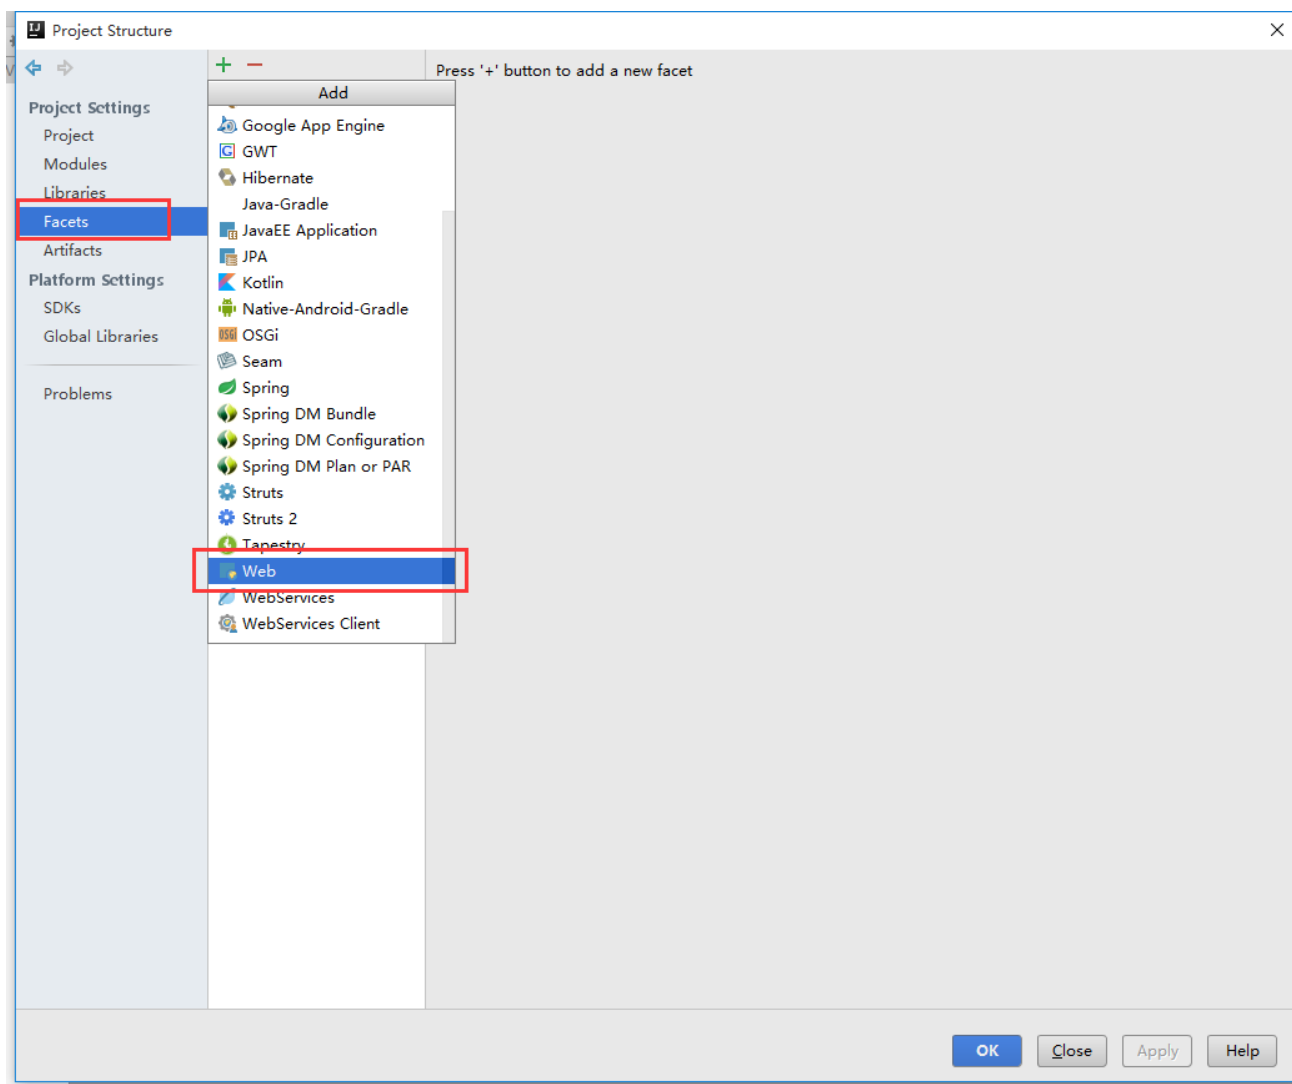 Project Structure
Press '+' button to add a new facet
Add
Project Settings
Project
Modules
Libraries
Facets
Artifacts
Platform Settings
SDKs
Global Libraries
Problems
Google App Engine
GWT
Hibernate
Java-Gradle
JavaEE Application
JPA
Kotlin
Native-Android-Gradle
OSGi
Seam
Spring
Spring DM Bundle
Spring DM Configuration
Spring DM Plan or PAR
Struts
Struts 2
Tapestry
Web
WebServices
WebServices Client
OK
Close
Apply
Help